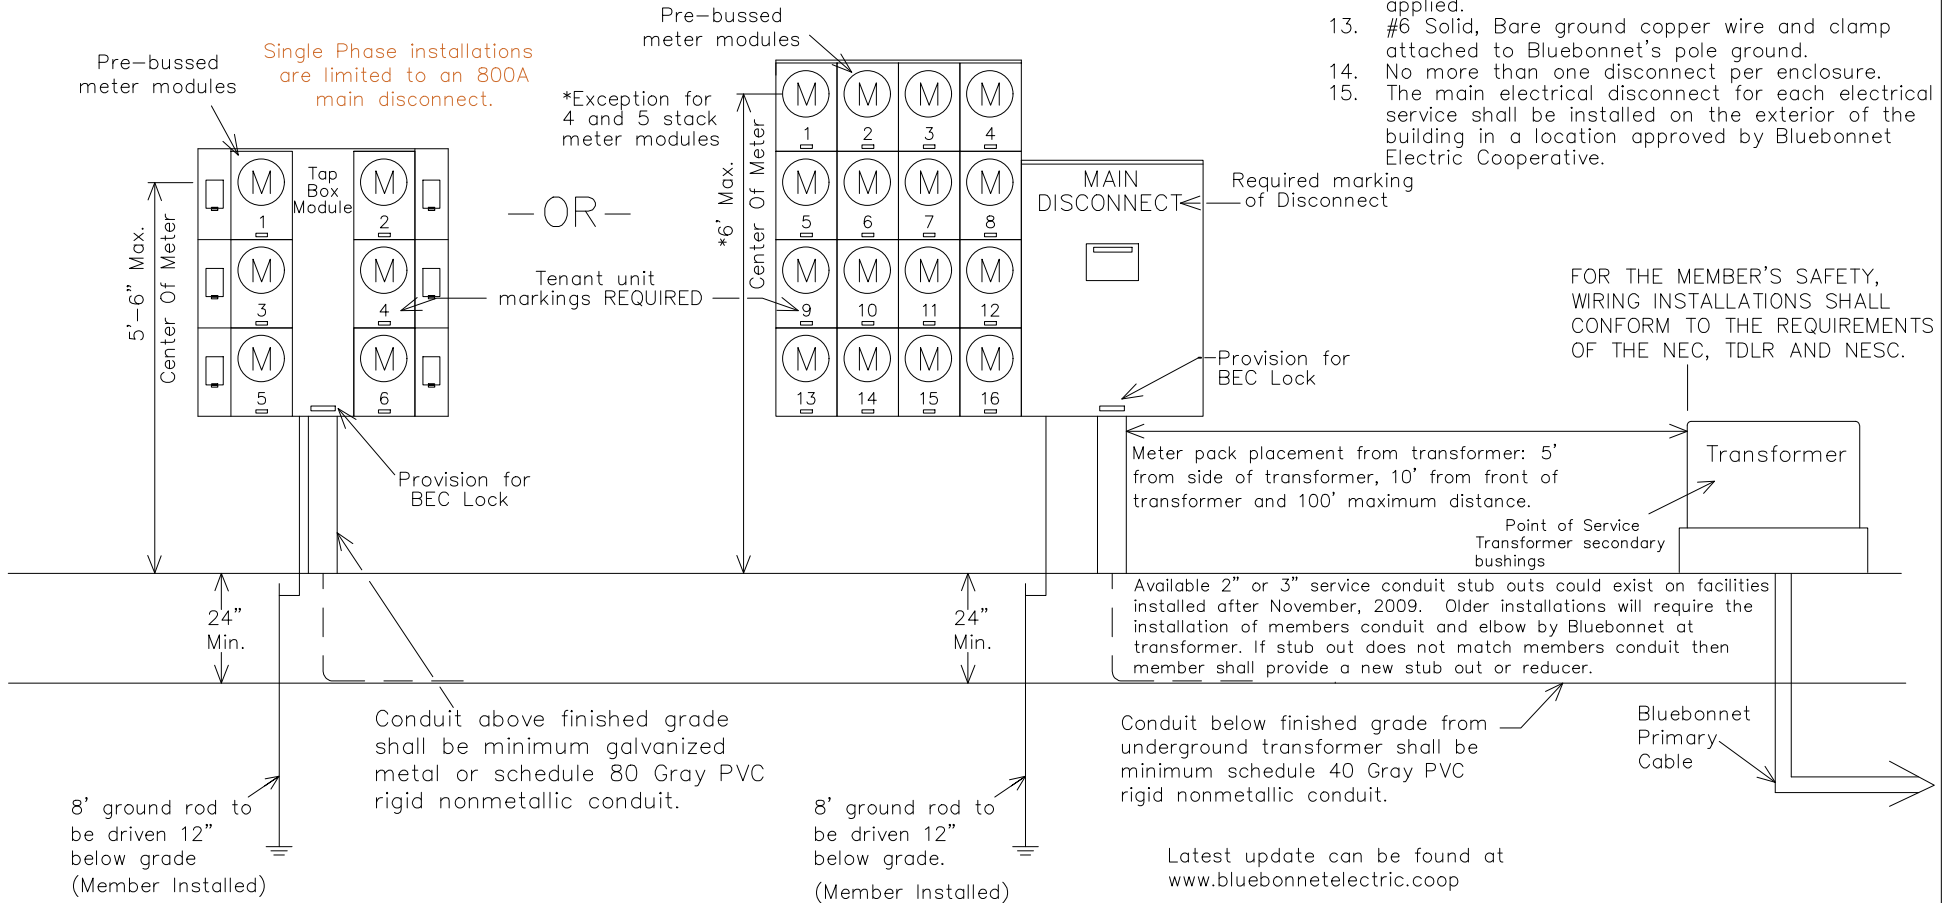 applied.
13. #6 Solid, Bare ground copper wire and clamp
attached to Bluebonnet's pole ground.
14. No more than one disconnect per enclosure.
15. The main electrical disconnect for each electrical
service shall be installed on the exterior of the
building in a location approved by Bluebonnet
Electric Cooperative.
Pre-bussed
meter modules
Single Phase installations
are limited to an 800A
main disconnect.
Pre-bussed
meter modules
*Exception for
4 and 5 stack
meter modules
Tap
Box
Module
M
1
M
2
M
3
M
4
M
5
M
6
5'-6" Max.
Center Of Meter
-OR-
Tenant unit
markings REQUIRED
*6' Max.
Center Of Meter
M
1
M
2
M
3
M
4
M
5
M
6
M
7
M
8
M
9
M
10
M
11
M
12
M
13
M
14
M
15
M
16
MAIN
DISCONNECT
Required marking
of Disconnect
Provision for
BEC Lock
FOR THE MEMBER'S SAFETY,
WIRING INSTALLATIONS SHALL
CONFORM TO THE REQUIREMENTS
OF THE NEC, TDLR AND NESC.
Provision for
BEC Lock
Meter pack placement from transformer: 5'
from side of transformer, 10' from front of
transformer and 100' maximum distance.
Transformer
Point of Service
Transformer secondary
bushings
24"
Min.
24"
Min.
Available 2" or 3" service conduit stub outs could exist on facilities
installed after November, 2009. Older installations will require the
installation of members conduit and elbow by Bluebonnet at
transformer. If stub out does not match members conduit then
member shall provide a new stub out or reducer.
Conduit above finished grade
shall be minimum galvanized
metal or schedule 80 Gray PVC
rigid nonmetallic conduit.
Conduit below finished grade from
underground transformer shall be
minimum schedule 40 Gray PVC
rigid nonmetallic conduit.
Bluebonnet
Primary
Cable
8' ground rod to
be driven 12"
below grade
(Member Installed)
8' ground rod to
be driven 12"
below grade.
(Member Installed)
Latest update can be found at
www.bluebonnetelectric.coop